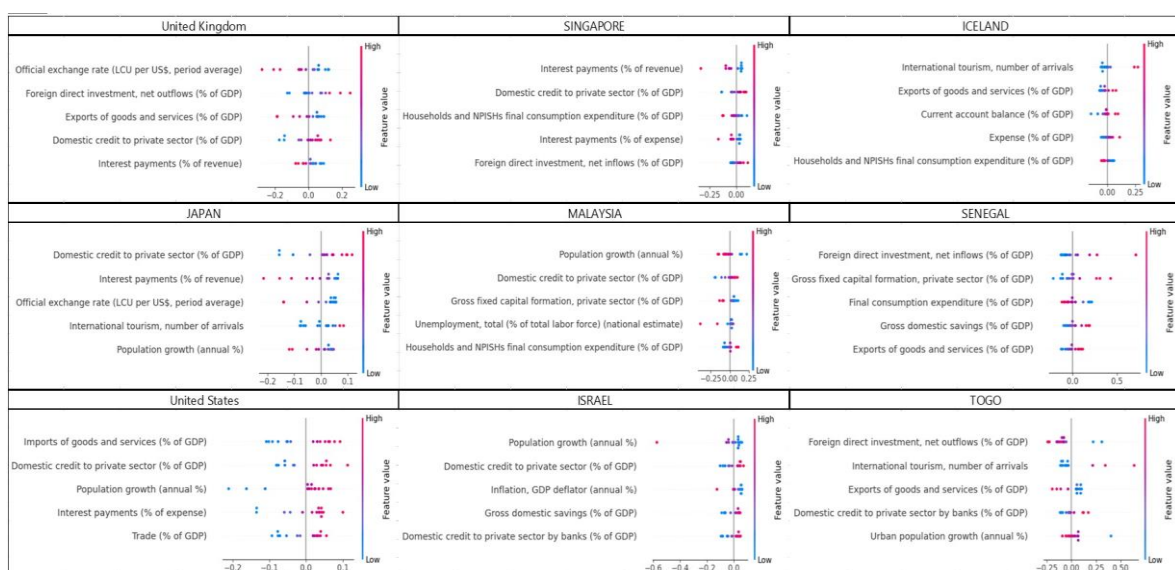 United Kingdom
High
Official exchange rate (LCU per US$, period average)
Foreign direct investment, net outflows (% of GDP)
Exports of goods and services (% of GDP)
Domestic credit to private sector (% of GDP)
Interest payments (% of revenue)
−0.2 0.0 0.2
Low
Feature value
SINGAPORE
High
Interest payments (% of revenue)
Domestic credit to private sector (% of GDP)
Households and NPISHs final consumption expenditure (% of GDP)
Interest payments (% of expense)
Foreign direct investment, net inflows (% of GDP)
−0.25 0.00
Low
Feature value
ICELAND
High
International tourism, number of arrivals
Exports of goods and services (% of GDP)
Current account balance (% of GDP)
Expense (% of GDP)
Households and NPISHs final consumption expenditure (% of GDP)
0.00 0.25
Low
Feature value
JAPAN
High
Domestic credit to private sector (% of GDP)
Interest payments (% of revenue)
Official exchange rate (LCU per US$, period average)
International tourism, number of arrivals
Population growth (annual %)
−0.2 −0.1 0.0 0.1
Low
Feature value
MALAYSIA
High
Population growth (annual %)
Domestic credit to private sector (% of GDP)
Gross fixed capital formation, private sector (% of GDP)
Unemployment, total (% of total labor force) (national estimate)
Households and NPISHs final consumption expenditure (% of GDP)
−0.25 0.00 0.25
Low
Feature value
SENEGAL
High
Foreign direct investment, net inflows (% of GDP)
Gross fixed capital formation, private sector (% of GDP)
Final consumption expenditure (% of GDP)
Gross domestic savings (% of GDP)
Exports of goods and services (% of GDP)
0.0 0.5
Low
Feature value
United States
High
Imports of goods and services (% of GDP)
Domestic credit to private sector (% of GDP)
Population growth (annual %)
Interest payments (% of expense)
Trade (% of GDP)
−0.2 −0.1 0.0 0.1
Low
Feature value
ISRAEL
High
Population growth (annual %)
Domestic credit to private sector (% of GDP)
Inflation, GDP deflator (annual %)
Gross domestic savings (% of GDP)
Domestic credit to private sector by banks (% of GDP)
−0.6 −0.4 −0.2 0.0
Low
Feature value
TOGO
High
Foreign direct investment, net outflows (% of GDP)
International tourism, number of arrivals
Exports of goods and services (% of GDP)
Domestic credit to private sector by banks (% of GDP)
Urban population growth (annual %)
−0.25 0.00 0.25 0.50
Low
Feature value